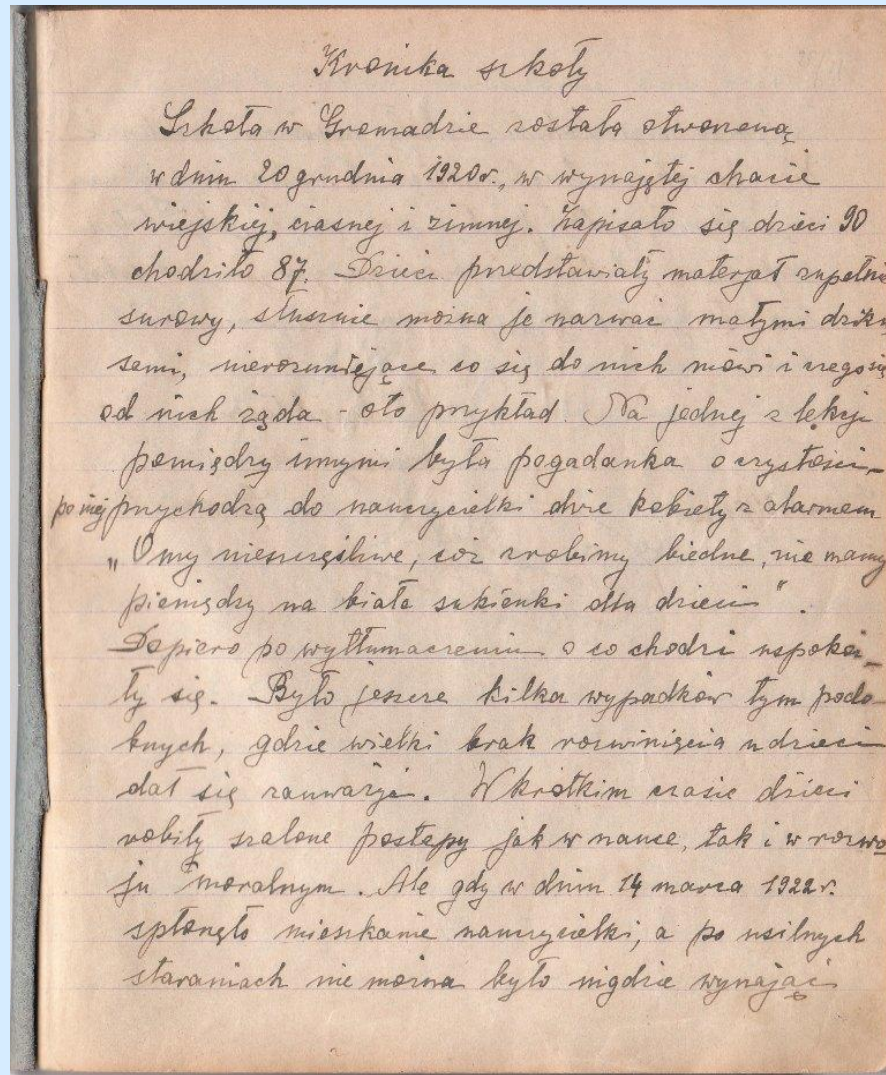 Kronika szkoły
Szkoła w Gromadzie została otworzoną
w dniu 20 grudnia 1920r., w wynajętej chacie
wiejskiej, ciasnej i zimnej. Zapisało się dzieci 90
chodziło 87. Dzieci przedstawiały materjał zupełnie
surowy, słusznie można je nazwać małymi dziku
sami, nierozumiejące co się do nich mówi i czego się
od nich żąda - oto przykład. Na jednej z lekcji
pomiędzy innymi była pogadanka o czystości -
po niej przychodzą do nauczycielki dwie kobiety z alarmem
„O my nieszczęśliwe, cóż zrobimy biedne, nie mamy
pieniędzy na białe sukienki dla dzieci".
Dopiero po wytłumaczeniu o co chodzi uspokoi-
ły się. Było jeszcze kilka wypadków tym podo
bnych, gdzie wielki brak rozwinięcia u dzieci
dał się zauważyć. W krótkim czasie dzieci
robiły szalone postępy jak w nauce, tak i w rozwo
ju moralnym. Ale gdy w dniu 14 marca 1922r.
spłonęło mieszkanie nauczycielki, a po usilnych
staraniach nie można było nigdzie wynająć